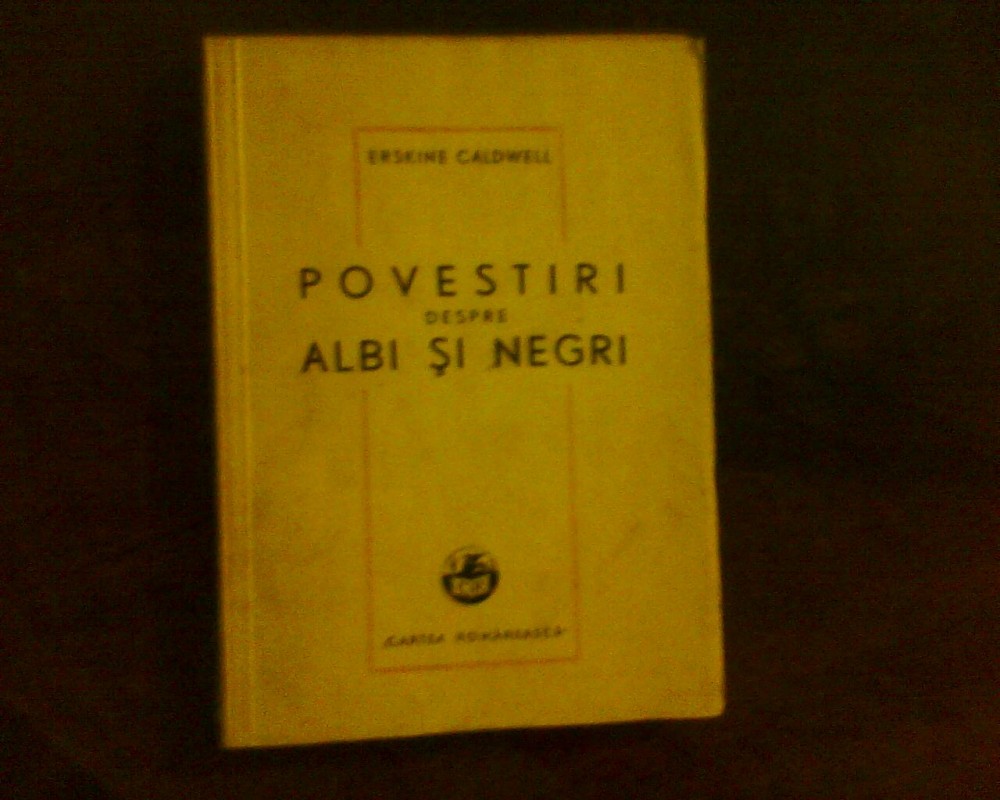 ERSKINE CALDWELL
POVESTIRI
DESPRE
ALBI ŞI NEGRI
„CARTEA ROMÂNEASCĂ"